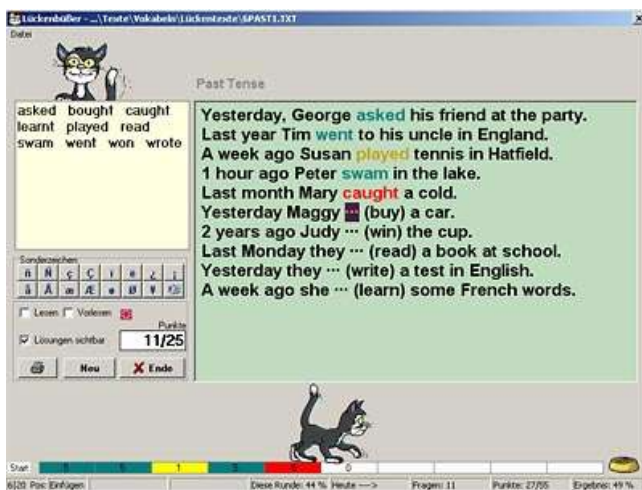 Lückenbüßer - ...\Texte\Vokabeln\Lückentexte\6PAST1.TXT
Datei
Past Tense
asked bought caught
learnt played read
swam went won wrote
Yesterday, George asked his friend at the party.
Last year Tim went to his uncle in England.
A week ago Susan played tennis in Hatfield.
1 hour ago Peter swam in the lake.
Last month Mary caught a cold.
Yesterday Maggy ... (buy) a car.
2 years ago Judy ... (win) the cup.
Last Monday they ... (read) a book at school.
Yesterday they ... (write) a test in English.
A week ago she ... (learn) some French words.
Sonderzeichen
ñ Ñ ç Ç
å Å æ Æ ø Ø
Lesen Vorlesen
Punkte
Lösungen sichtbar 11/25
Neu Ende
Start 1 0
Pos: Einfügen Diese Runde: 44 % Heute ---> Fragen: 11 Punkte: 27/55 Ergebnis: 49 %